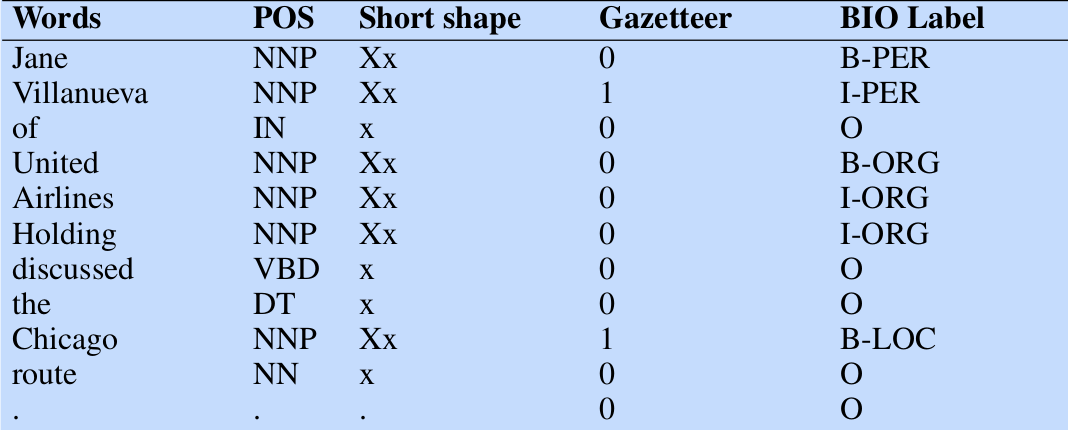 Words POS Short shape Gazetteer BIO Label
Jane NNP Xx 0 B-PER
Villanueva NNP Xx 1 I-PER
of IN x 0 O
United NNP Xx 0 B-ORG
Airlines NNP Xx 0 I-ORG
Holding NNP Xx 0 I-ORG
discussed VBD x 0 O
the DT x 0 O
Chicago NNP Xx 1 B-LOC
route NN x 0 O
. . . 0 O